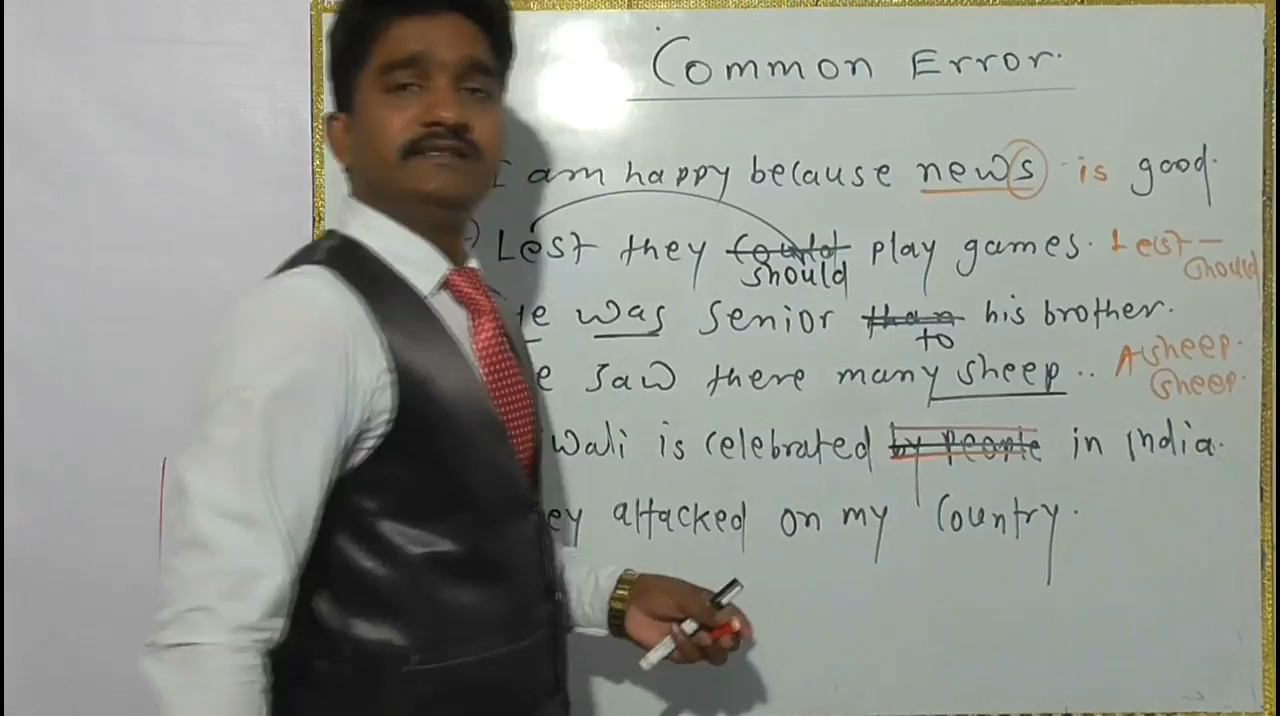 Common Error.
I am happy because news is good.
Lest they could play games. Lest -
should should
was senior than his brother.
to
saw there many sheep.. A sheep.
sheep.
wali is celebrated by people in India.
ey attacked on my country.